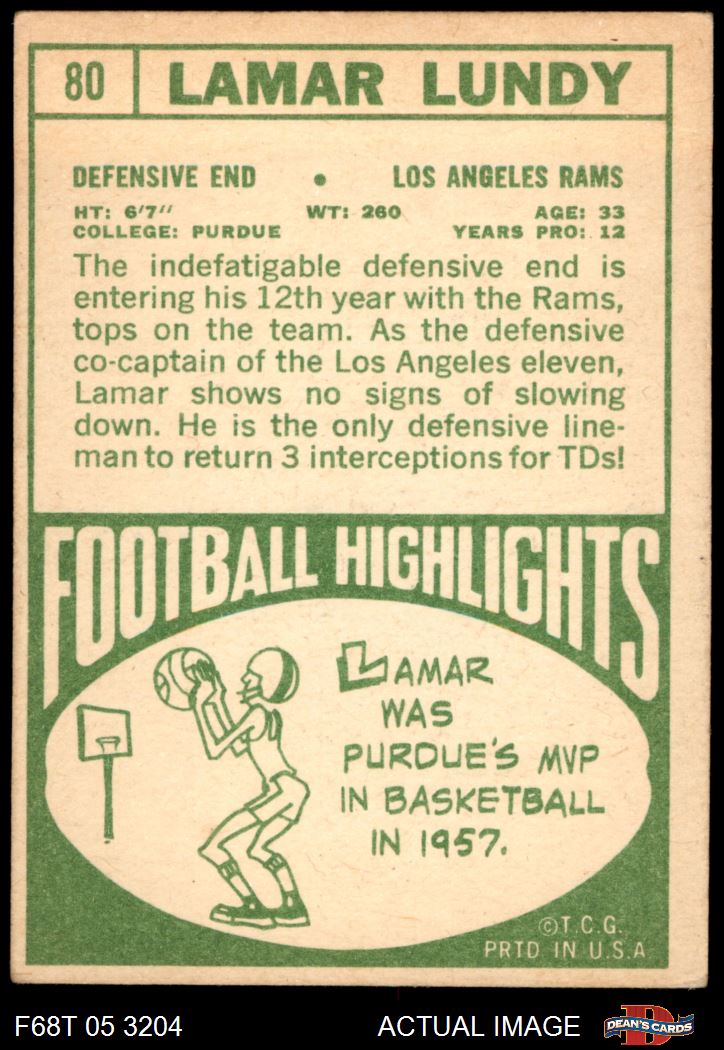 80 LAMAR LUNDY
DEFENSIVE END • LOS ANGELES RAMS
HT: 6'7" WT: 260 AGE: 33
COLLEGE: PURDUE YEARS PRO: 12
The indefatigable defensive end is
entering his 12th year with the Rams,
tops on the team. As the defensive
co-captain of the Los Angeles eleven,
Lamar shows no signs of slowing
down. He is the only defensive line-
man to return 3 interceptions for TDs!
FOOTBALL HIGHLIGHTS
LAMAR
WAS
PURDUE'S MVP
IN BASKETBALL
IN 1957.
©T.C.G.
PRTD IN U.S.A
F68T 05 3204 ACTUAL IMAGE D DEAN'S CARDS